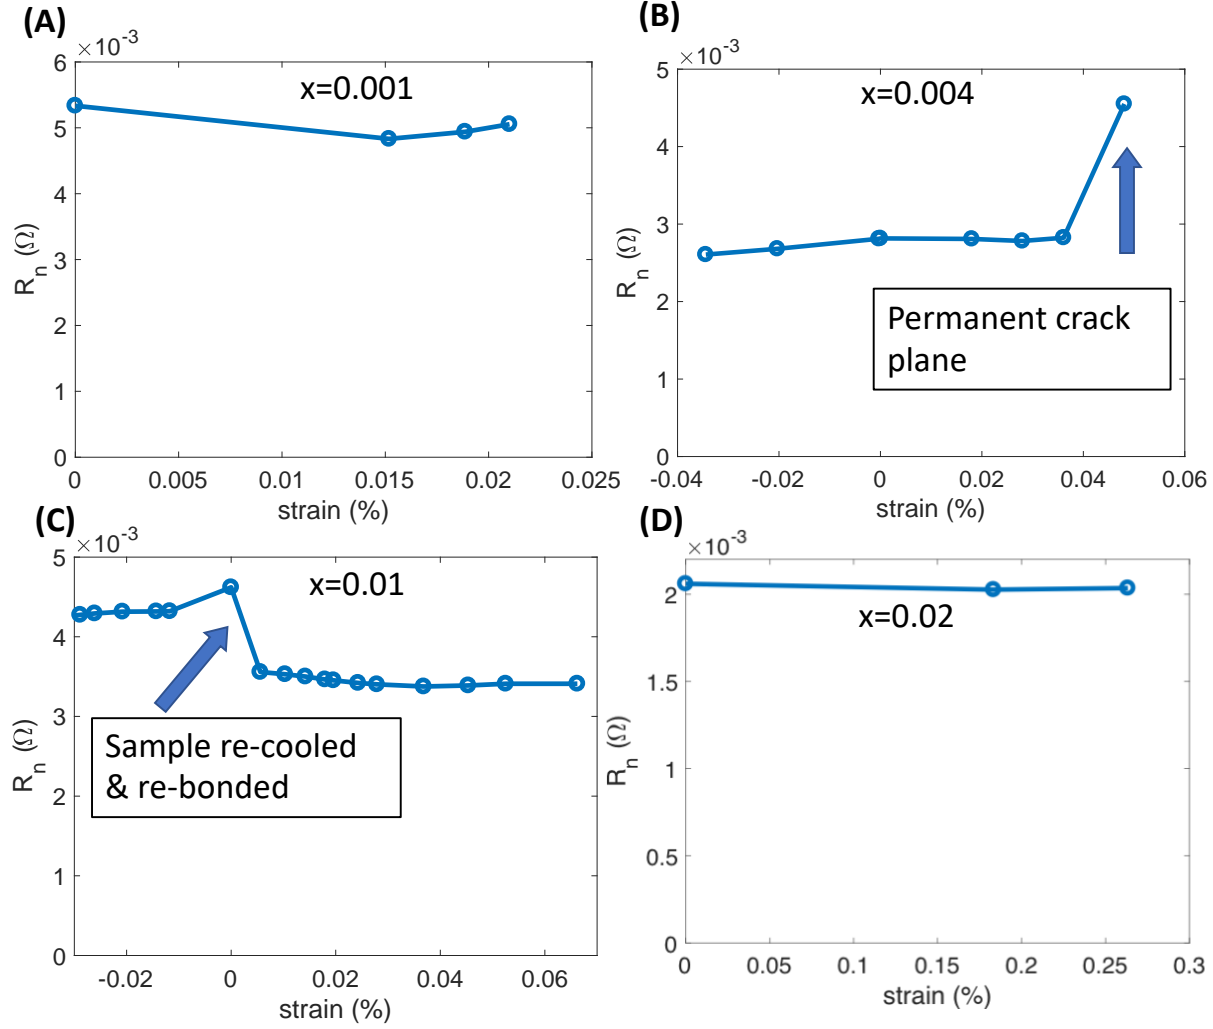 (A)
×10⁻³
x=0.001
6
5
4
3
2
1
0
R_n (Ω)
0 0.005 0.01 0.015 0.02 0.025
strain (%)
(B)
×10⁻³
x=0.004
5
4
3
2
1
0
R_n (Ω)
Permanent crack
plane
-0.04 -0.02 0 0.02 0.04 0.06
strain (%)
(C)
×10⁻³
x=0.01
5
4
3
2
1
0
R_n (Ω)
Sample re-cooled
& re-bonded
-0.02 0 0.02 0.04 0.06
strain (%)
(D)
×10⁻³
x=0.02
2
1.5
1
0.5
0
R_n (Ω)
0 0.05 0.1 0.15 0.2 0.25 0.3
strain (%)